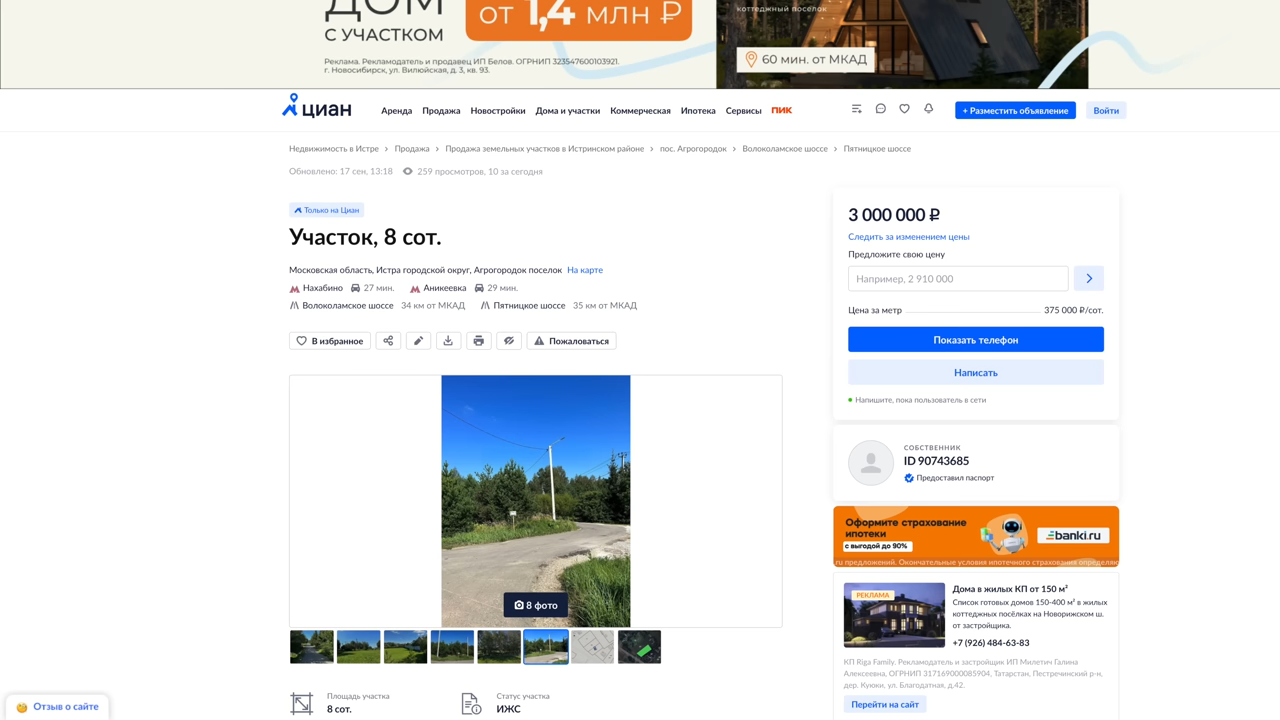 ДОМ
С УЧАСТКОМ
от 1,4 млн ₽
коттеджный поселок
60 мин. от МКАД
Реклама. Рекламодатель и продавец ИП Белов. ОГРНИП 323547600103921.
г. Новосибирск, ул. Вилюйская, д. 3, кв. 93.
циан
Аренда Продажа Новостройки Дома и участки Коммерческая Ипотека Сервисы ПИК
+ Разместить объявление
Войти
Недвижимость в Истре > Продажа > Продажа земельных участков в Истринском районе > пос. Агрогородок > Волоколамское шоссе > Пятницкое шоссе
Обновлено: 17 сен, 13:18 259 просмотров, 10 за сегодня
Только на Циан
Участок, 8 сот.
Московская область, Истра городской округ, Агрогородок поселок На карте
Нахабино 27 мин. Аникеевка 29 мин.
Волоколамское шоссе 34 км от МКАД Пятницкое шоссе 35 км от МКАД
В избранное
Пожаловаться
8 фото
Площадь участка
8 сот.
Статус участка
ИЖС
3 000 000 ₽
Следить за изменением цены
Предложите свою цену
Например, 2 910 000
Цена за метр 375 000 ₽/сот.
Показать телефон
Написать
Напишите, пока пользователь в сети
СОБСТВЕННИК
ID 90743685
Предоставил паспорт
Оформите страхование
ипотеки
с выгодой до 90%
banki.ru
ru предложений. Окончательные условия ипотечного страхования
РЕКЛАМА
Дома в жилых КП от 150 м²
Список готовых домов 150-400 м² в жилых
коттеджных посёлках на Новорижском ш.
от застройщика.
+7 (926) 484-63-83
КП Riga Family. Рекламодатель и застройщик ИП Милетич Галина
Алексеевна, ОГРНИП 317169000085904, Татарстан, Пестречинский р-н,
дер. Куюки, ул. Благодатная, д.42.
Перейти на сайт
Отзыв о сайте